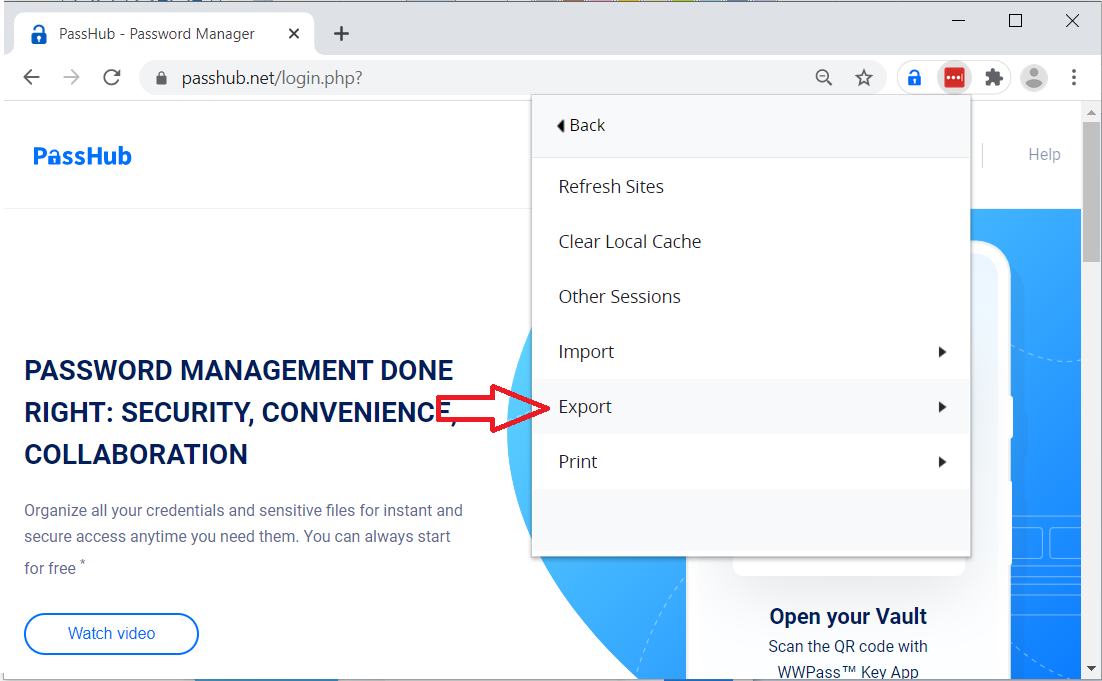 PassHub - Password Manager
passhub.net/login.php?
PassHub
Help
Back
Refresh Sites
Clear Local Cache
Other Sessions
Import
Export
Print
PASSWORD MANAGEMENT DONE
RIGHT: SECURITY, CONVENIENCE,
COLLABORATION
Organize all your credentials and sensitive files for instant and
secure access anytime you need them. You can always start
for free *
Watch video
Open your Vault
Scan the QR code with
WWPass™ Key App